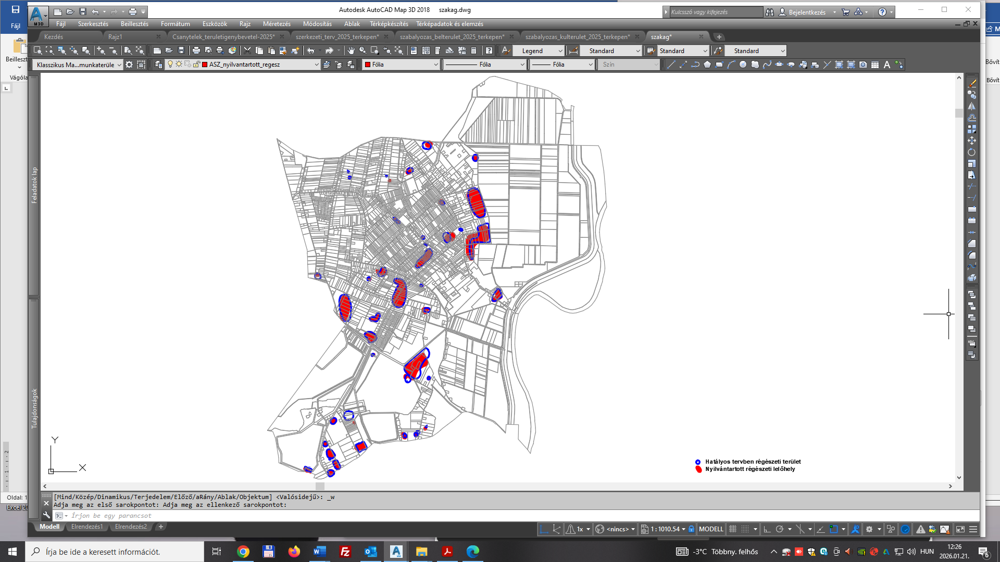 Autodesk AutoCAD Map 3D 2018 szakag.dwg
Kulcsszó vagy kifejezés
Bejelentkezés
M3D
Fájl
Fájl Szerkesztés Beillesztés Formátum Eszközök Rajz Méretezés Módosítás Ablak Térképkészítés Térképadatok és elemzés
Kezdés Rajz1 Csanytelek_teruletigenybevetel-2025* szerkezeti_terv_2025_terkepen* szabalyozas_belterulet_2025_terkepen* szabalyozas_kulterulet_2025_terkepen* szakag*
Legend Standard Standard Standard
Beilleszt
Klasszikus Ma...munkaterüle ASZ_nyilvantartott_regesz Fólia Fólia Fólia Szín
Bővít
Vágóla
Bővít
Feladatok lap
Tulajdonságok
Y
X
Hatályos tervben régészeti terület
Nyilvántartott régészeti lelőhely
[Mind/Közép/Dinamikus/Terjedelem/Előző/aRány/Ablak/Objektum] <Valósidejű>: _w
Adja meg az első sarokpontot: Adja meg az ellenkező sarokpontot:
Írjon be egy parancsot
Oldal: 1
Excel 20
Modell Elrendezés1 Elrendezés2
1x <nincs> 1 : 1010.54 MODELL
Írja be ide a keresett információt.
-3°C Többny. felhős
HUN
12:26
2026.01.21.
6